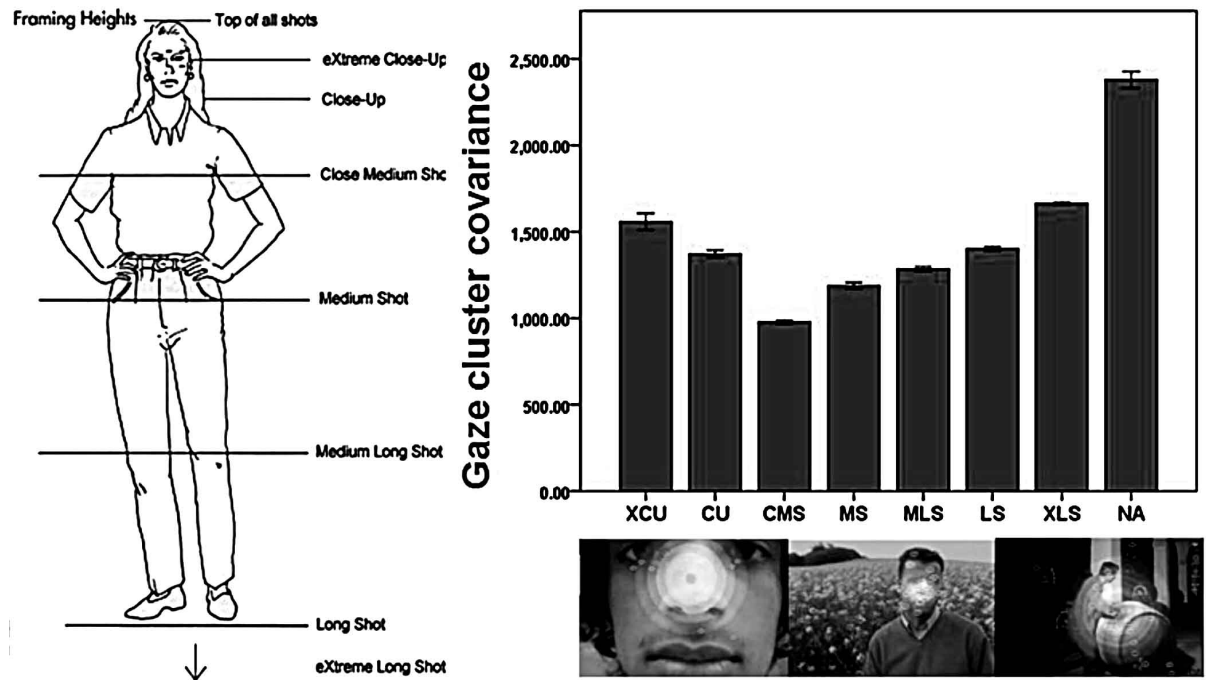 Framing Heights
Top of all shots
eXtreme Close-Up
Close-Up
Close Medium Sho
Medium Shot
Medium Long Shot
Long Shot
eXtreme Long Shot
Gaze cluster covariance
2,500.00
2,000.00
1,500.00
1,000.00
500.00
0.00
XCU CU CMS MS MLS LS XLS NA